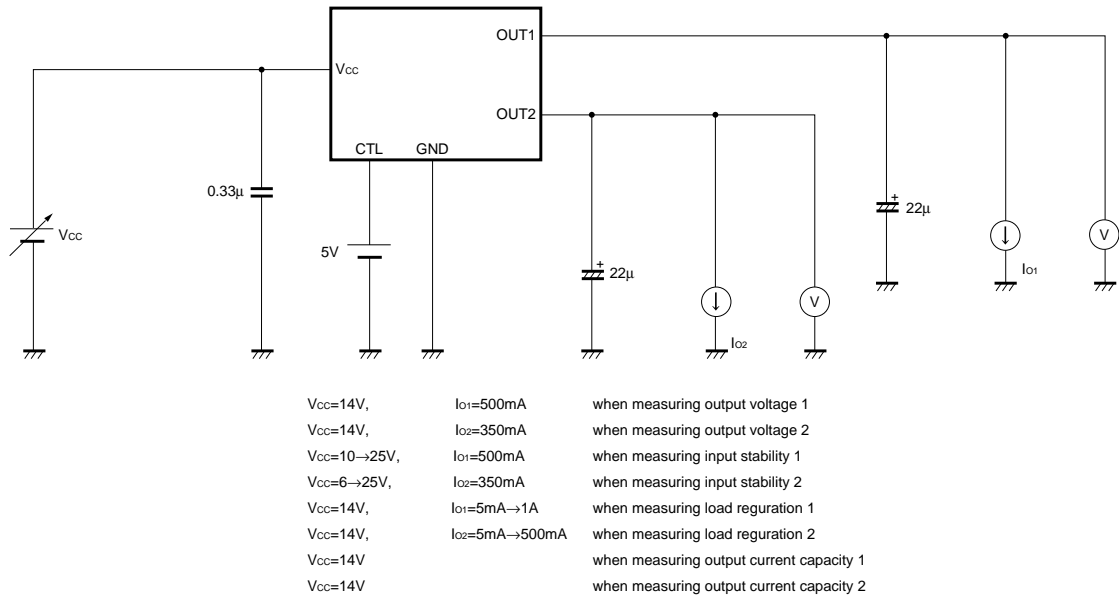 OUT1
Vcc
OUT2
CTL GND
0.33μ
Vcc
5V
+
22μ
Io2
V
+
22μ
Io1
V
Vcc=14V, Io1=500mA when measuring output voltage 1
Vcc=14V, Io2=350mA when measuring output voltage 2
Vcc=10→25V, Io1=500mA when measuring input stability 1
Vcc=6→25V, Io2=350mA when measuring input stability 2
Vcc=14V, Io1=5mA→1A when measuring load reguration 1
Vcc=14V, Io2=5mA→500mA when measuring load reguration 2
Vcc=14V when measuring output current capacity 1
Vcc=14V when measuring output current capacity 2